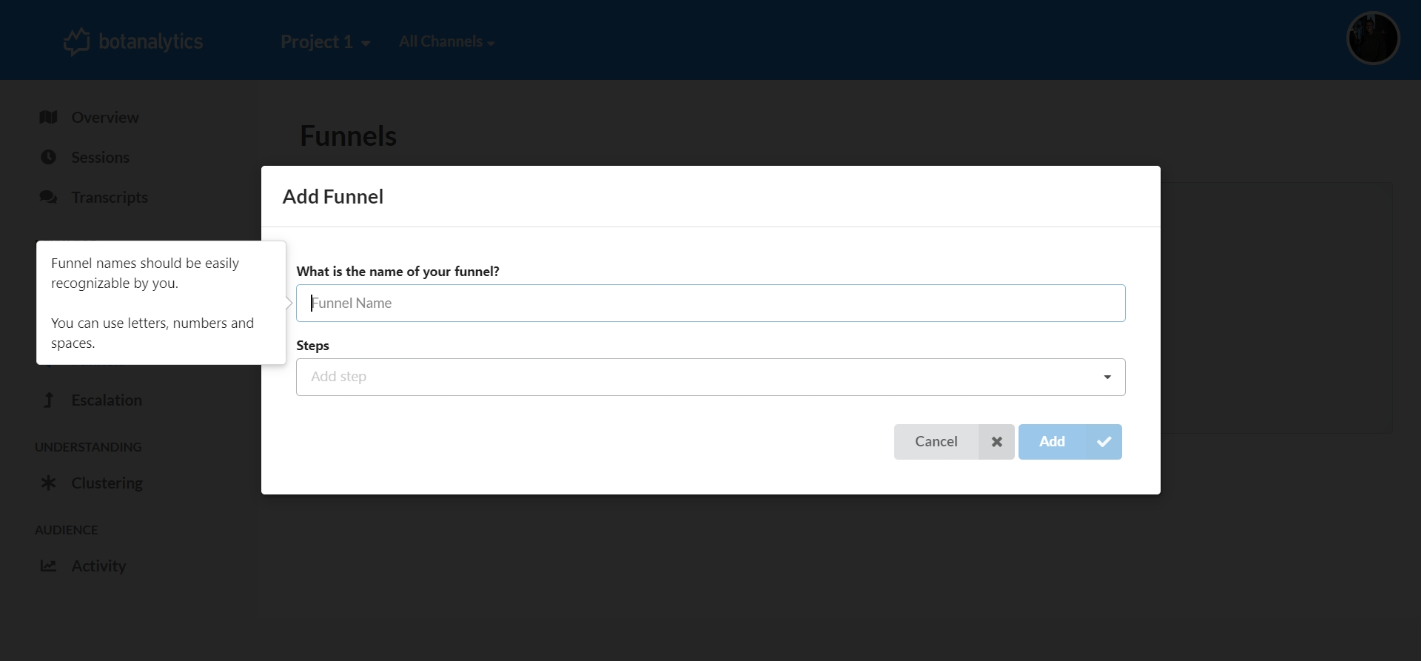 botanalytics
Project 1
All Channels
Overview
Funnels
Sessions
Transcripts
Add Funnel
Funnel names should be easily
recognizable by you.
You can use letters, numbers and
spaces.
What is the name of your funnel?
Funnel Name
Steps
Add step
Escalation
Cancel
Add
UNDERSTANDING
Clustering
AUDIENCE
Activity